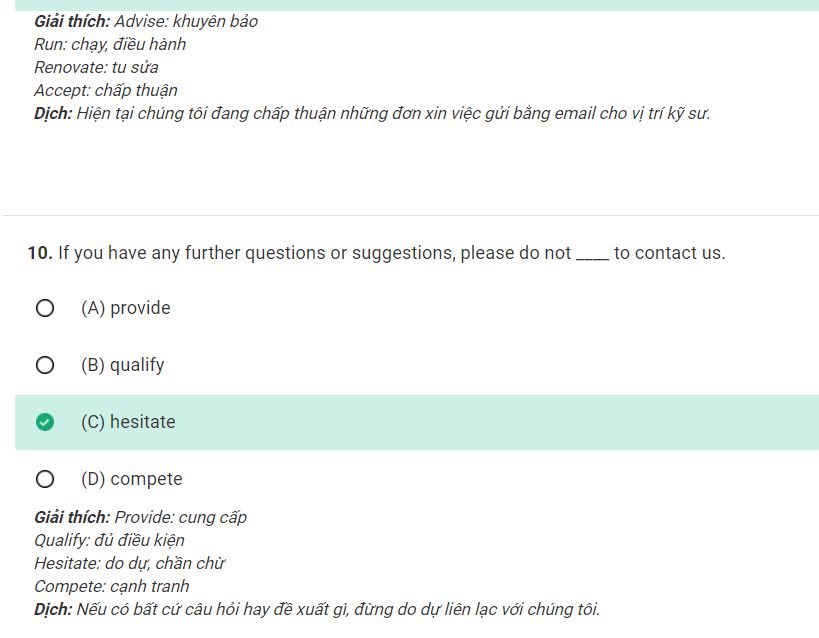 Giải thích: Advise: khuyên bảo
Run: chạy, điều hành
Renovate: tu sửa
Accept: chấp thuận
Dịch: Hiện tại chúng tôi đang chấp thuận những đơn xin việc gửi bằng email cho vị trí kỹ sư.
10. If you have any further questions or suggestions, please do not ____ to contact us.
(A) provide
(B) qualify
(C) hesitate
(D) compete
Giải thích: Provide: cung cấp
Qualify: đủ điều kiện
Hesitate: do dự, chần chừ
Compete: cạnh tranh
Dịch: Nếu có bất cứ câu hỏi hay đề xuất gì, đừng do dự liên lạc với chúng tôi.